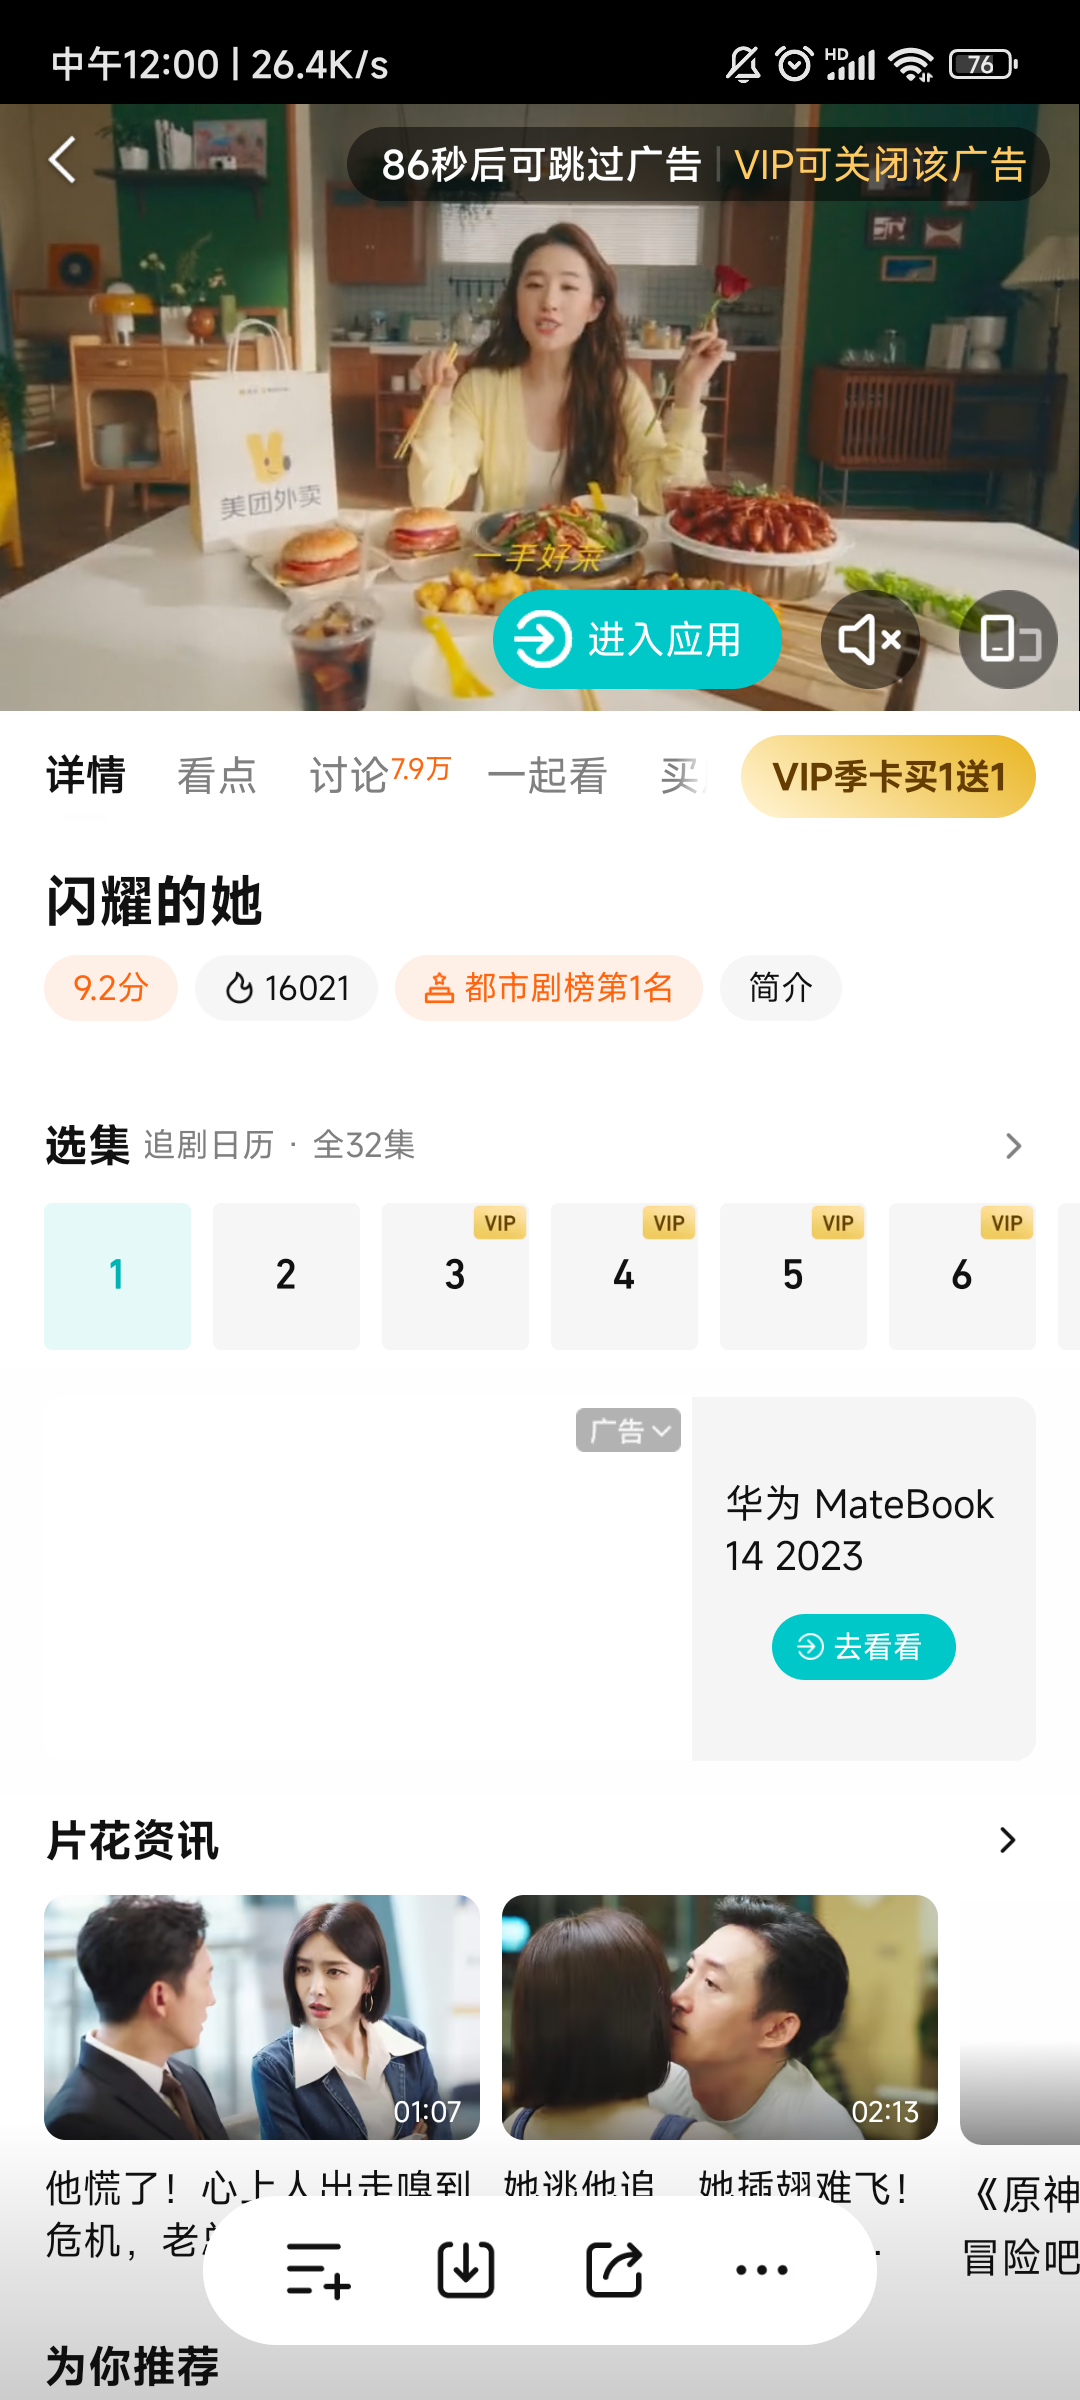 中午12:00 | 26.4K/s
HD
76
86秒后可跳过广告 | VIP可关闭该广告
美团外卖
一手好菜
进入应用
详情 看点 讨论 7.9万 一起看 买 VIP季卡买1送1
闪耀的她
9.2分 16021 都市剧榜第1名 简介
选集 追剧日历 · 全32集
1 2 3 VIP 4 VIP 5 VIP 6 VIP
广告
华为 MateBook
14 2023
去看看
片花资讯
01:07
02:13
他慌了！心上人出走嗅到
危机，老
她逃他追，她插翅难飞！
《原神
冒险吧
为你推荐